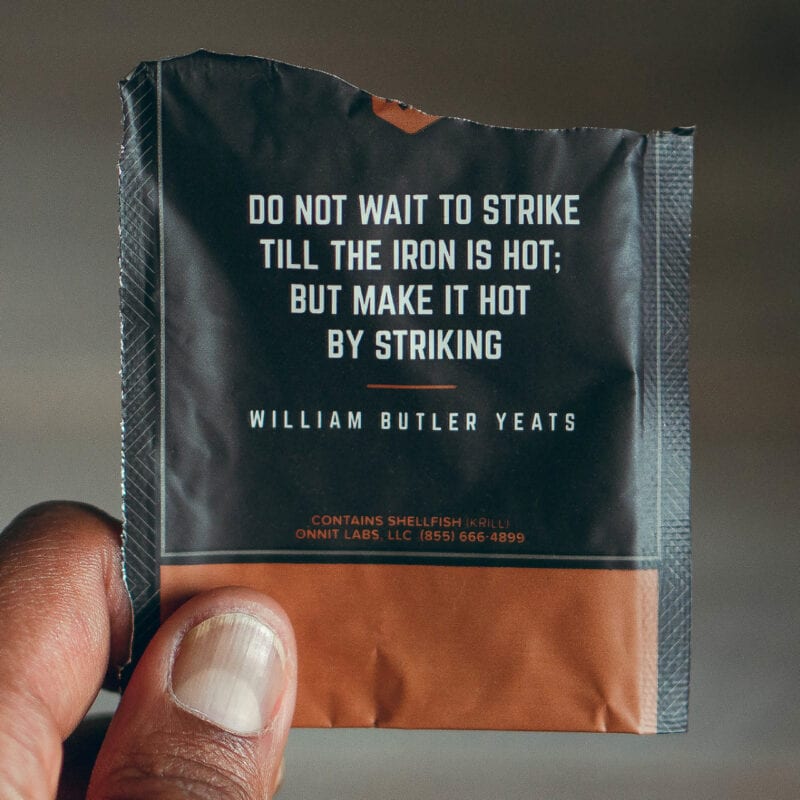 DO NOT WAIT TO STRIKE
TILL THE IRON IS HOT;
BUT MAKE IT HOT
BY STRIKING
WILLIAM BUTLER YEATS
CONTAINS SHELLFISH (KRILL)
ONNIT LABS, LLC (855) 666-4899